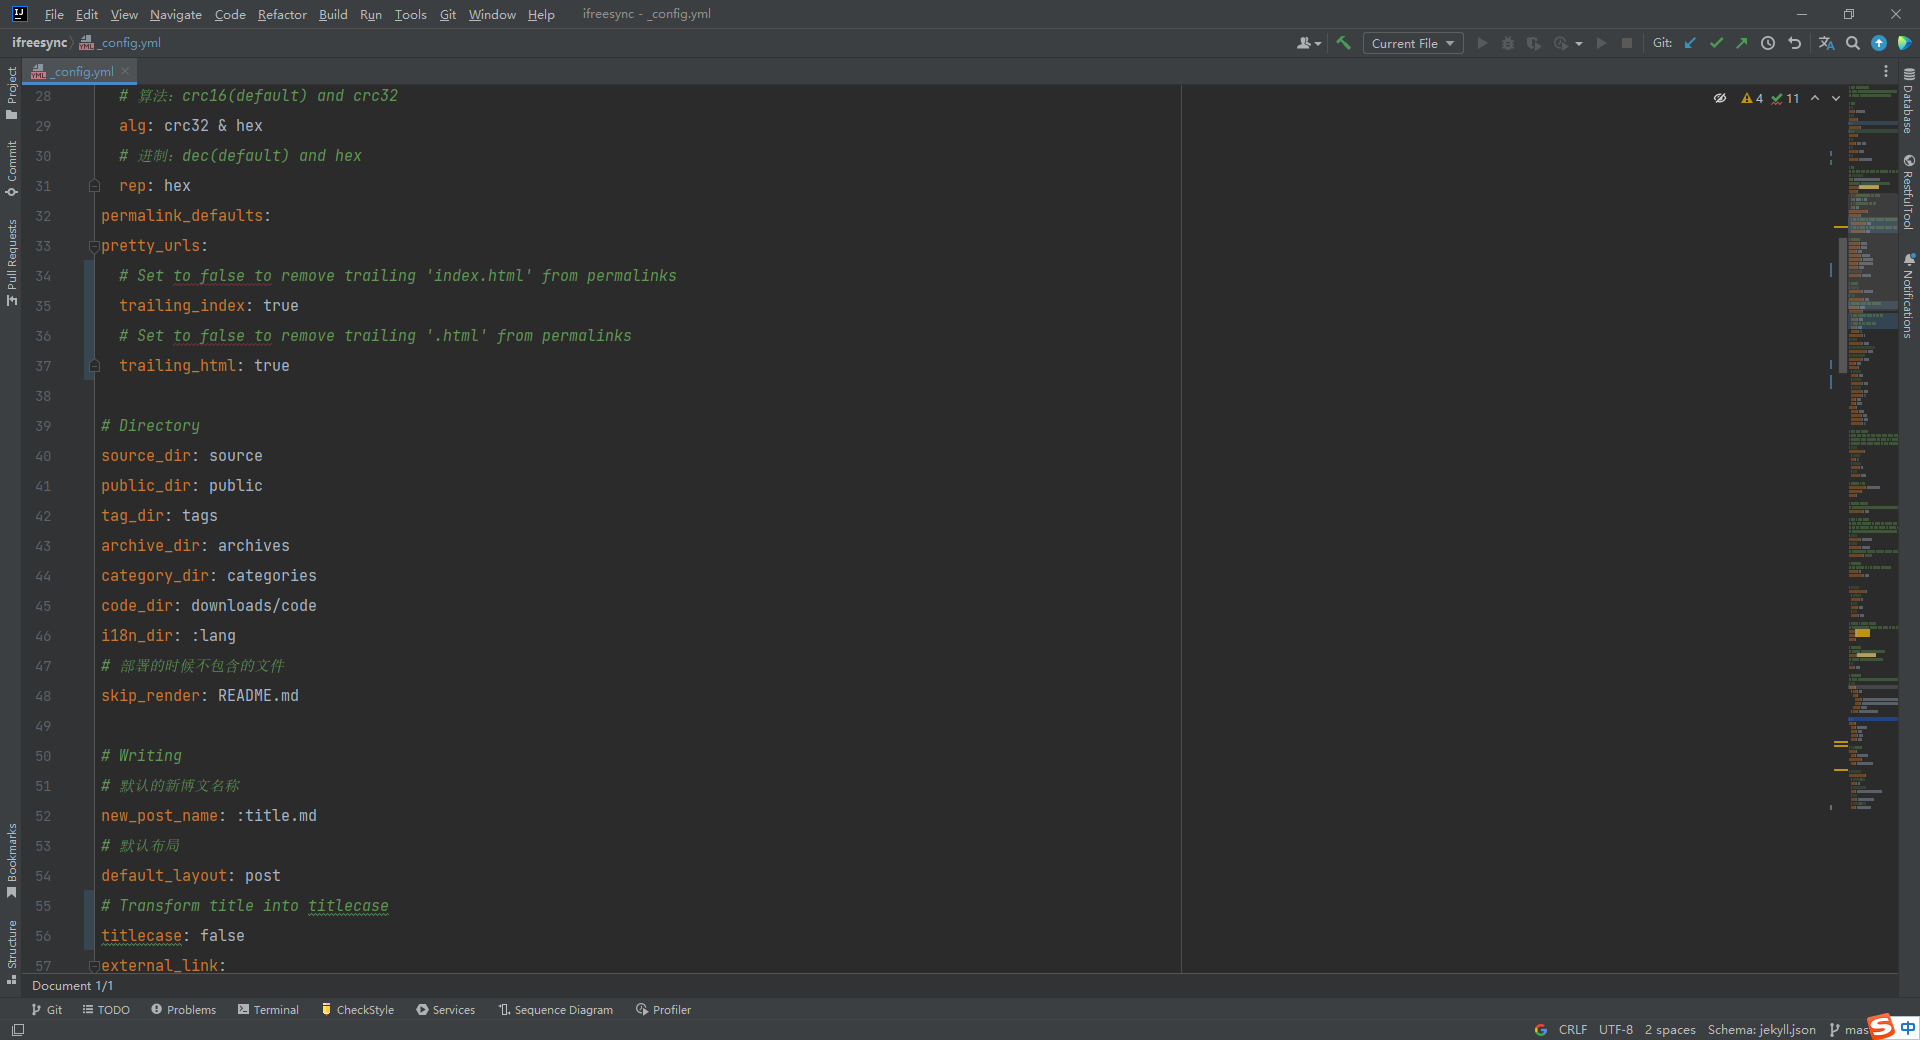 File Edit View Navigate Code Refactor Build Run Tools Git Window Help ifreesync - _config.yml
ifreesync _config.yml Current File Git:
_config.yml
28 # 算法：crc16(default) and crc32
29 alg: crc32 & hex
30 # 进制：dec(default) and hex
31 rep: hex
32 permalink_defaults:
33 pretty_urls:
34 # Set to false to remove trailing 'index.html' from permalinks
35 trailing_index: true
36 # Set to false to remove trailing '.html' from permalinks
37 trailing_html: true
38
39 # Directory
40 source_dir: source
41 public_dir: public
42 tag_dir: tags
43 archive_dir: archives
44 category_dir: categories
45 code_dir: downloads/code
46 i18n_dir: :lang
47 # 部署的时候不包含的文件
48 skip_render: README.md
49
50 # Writing
51 # 默认的新博文名称
52 new_post_name: :title.md
53 # 默认布局
54 default_layout: post
55 # Transform title into titlecase
56 titlecase: false
57 external_link:
4 11
Project
Commit
Pull Requests
Bookmarks
Structure
Database
RestfulTool
Notifications
Document 1/1
Git TODO Problems Terminal CheckStyle Services Sequence Diagram Profiler
CRLF UTF-8 2 spaces Schema: jekyll.json mas
中